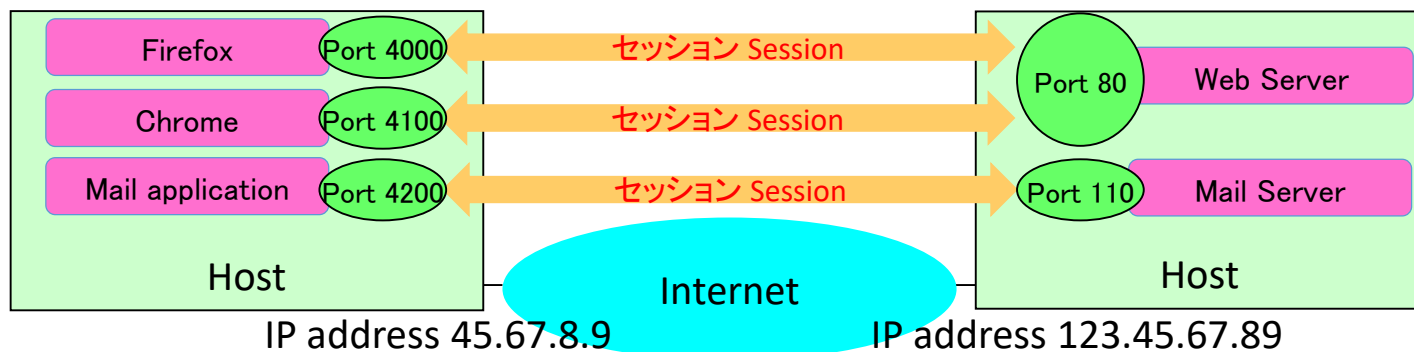 Firefox
Port 4000
セッション Session
Port 80
Web Server
Chrome
Port 4100
セッション Session
Mail application
Port 4200
セッション Session
Port 110
Mail Server
Host
Internet
Host
IP address 45.67.8.9
IP address 123.45.67.89